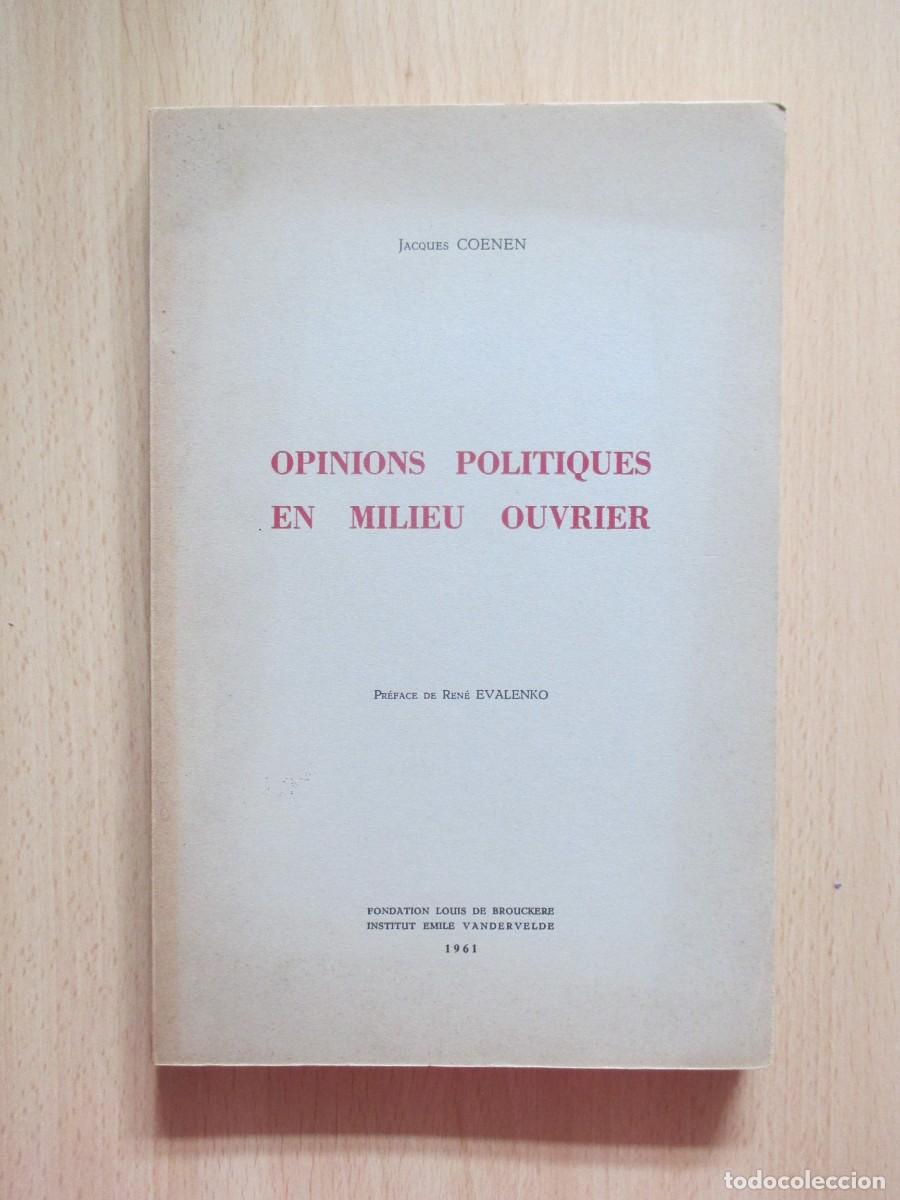 Jacques COENEN
OPINIONS POLITIQUES
EN MILIEU OUVRIER
Préface de René EVALENKO
FONDATION LOUIS DE BROUCKERE
INSTITUT EMILE VANDERVELDE
1961
todocoleccion